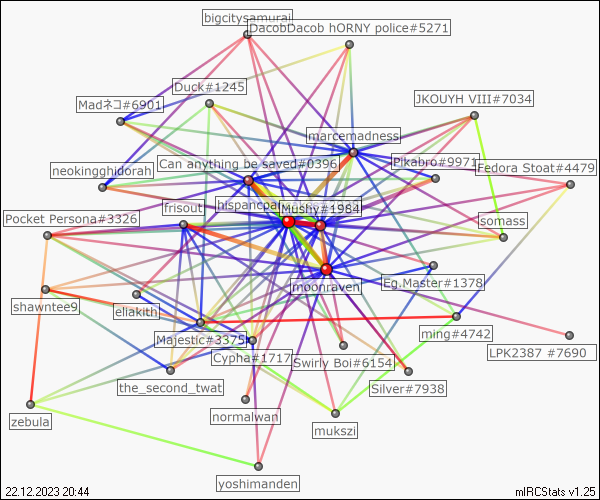 bigcitysamurai
DacobDacob hORNY police#5271
Duck#1245
Madネコ#6901
JKOUYH VIII#7034
marcemadness
Can anything be saved#0396
Pikabro#9971
Fedora Stoat#4479
neokingghidorah
frisout
Mushy#1984
Pocket Persona#3326
somass
moonraven
Eg.Master#1378
shawntee9
eliakith
Majestic#3375
ming#4742
Cypha#1717
Swirly Boi#6154
LPK2387 #7690
the_second_twat
Silver#7938
normalwan
zebula
mukszi
yoshimanden
22.12.2023 20:44
mIRCStats v1.25